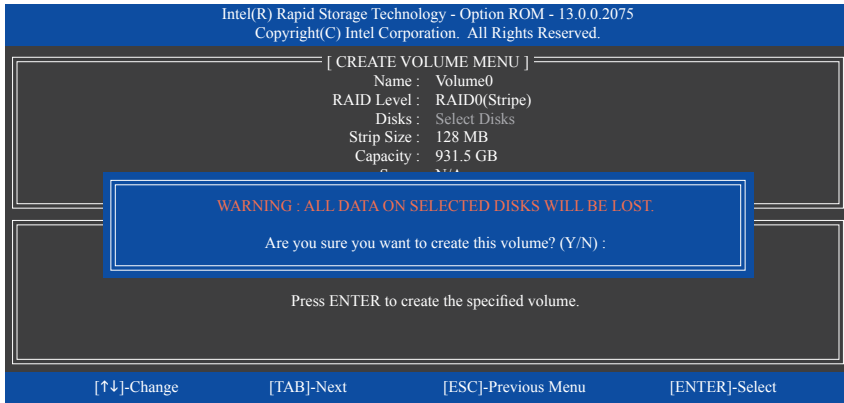 Intel(R) Rapid Storage Technology - Option ROM - 13.0.0.2075
Copyright(C) Intel Corporation. All Rights Reserved.
[ CREATE VOLUME MENU ]
Name : Volume0
RAID Level : RAID0(Stripe)
Disks : Select Disks
Strip Size : 128 MB
Capacity : 931.5 GB
N/A
WARNING : ALL DATA ON SELECTED DISKS WILL BE LOST.
Are you sure you want to create this volume? (Y/N) :
Press ENTER to create the specified volume.
[↑↓]-Change [TAB]-Next [ESC]-Previous Menu [ENTER]-Select